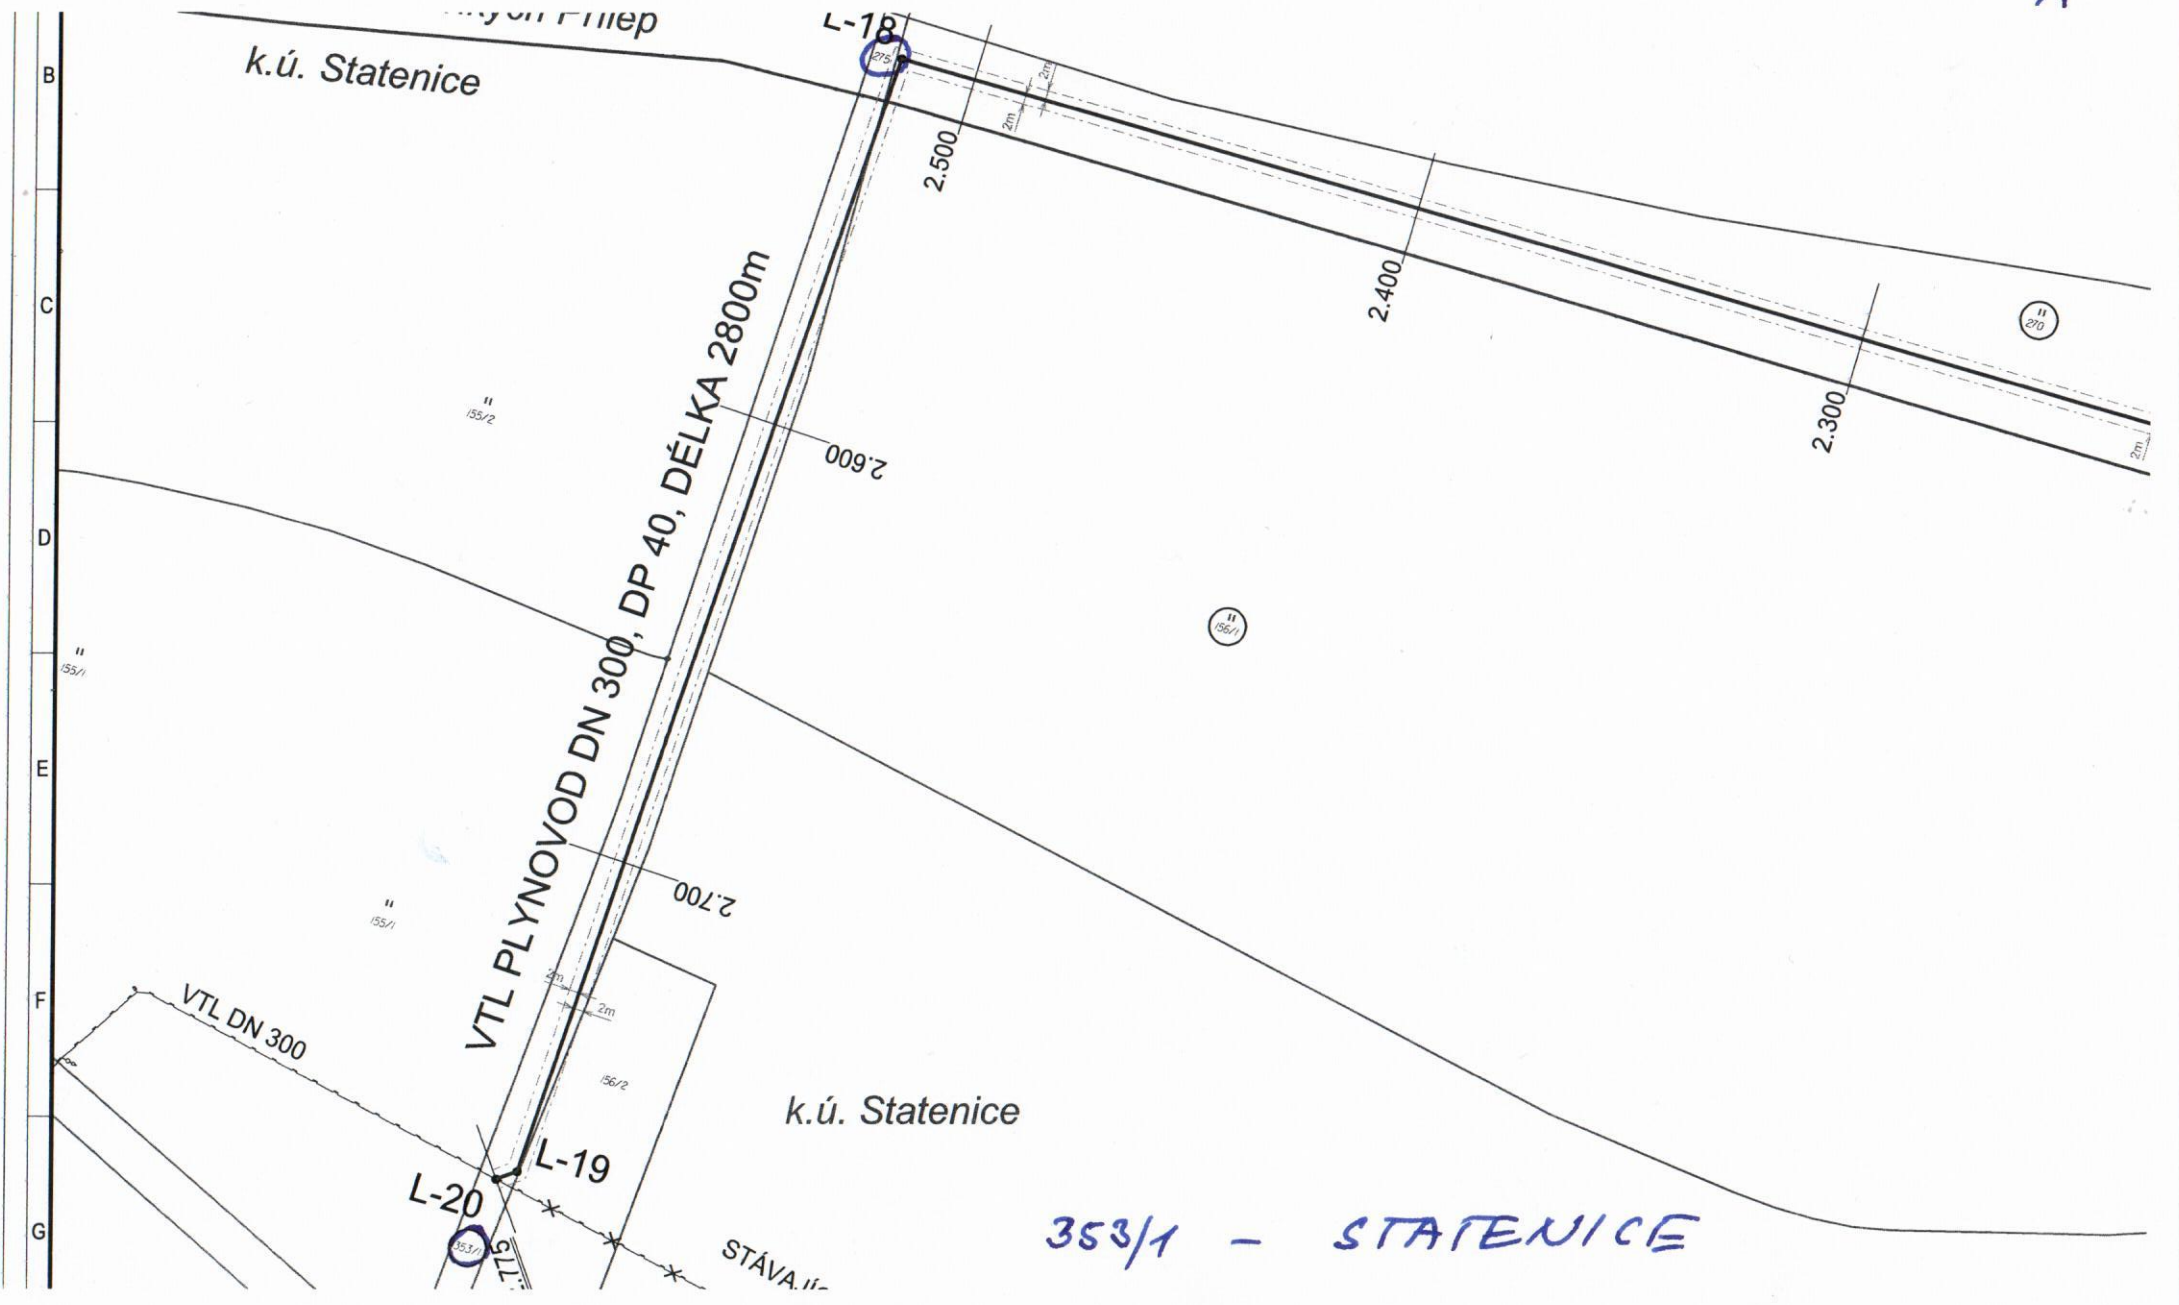 B
C
D
E
F
G
k.ú. Statenice
L-18
275
2m
2m
2.500
2.400
2.300
2m
"
270
VTL PLYNOVOD DN 300, DP 40, DÉLKA 2800m
"
155/2
2.600
"
156/1
"
155/1
2.700
"
155/1
2m
2m
VTL DN 300
156/2
k.ú. Statenice
L-19
L-20
353/1
353/1 - STATENICE